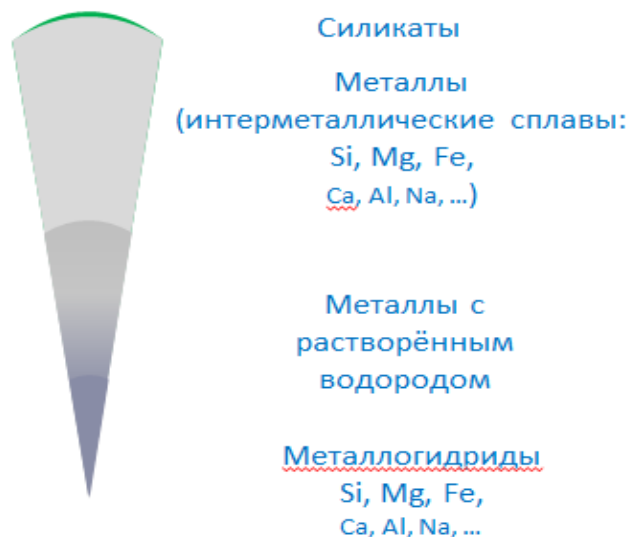 Силикаты
Металлы
(интерметаллические сплавы:
Si, Mg, Fe,
Ca, Al, Na, ...)
Металлы с
растворённым
водородом
Металлогидриды
Si, Mg, Fe,
Ca, Al, Na, ...